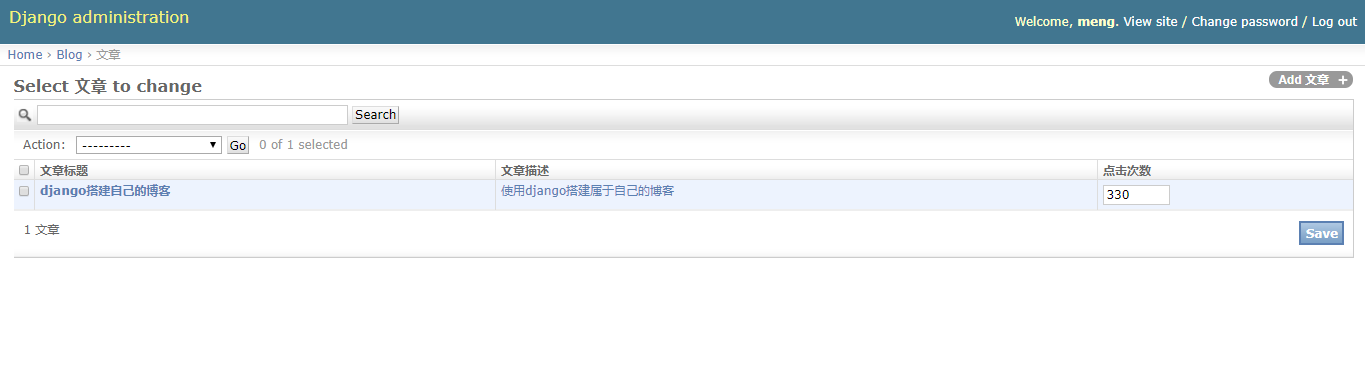 Django administration
Welcome, meng. View site / Change password / Log out
Home › Blog › 文章
Select 文章 to change
Add 文章 +
Search
Action: --------- Go 0 of 1 selected
文章标题 文章描述 点击次数
django搭建自己的博客 使用django搭建属于自己的博客 330
1 文章
Save